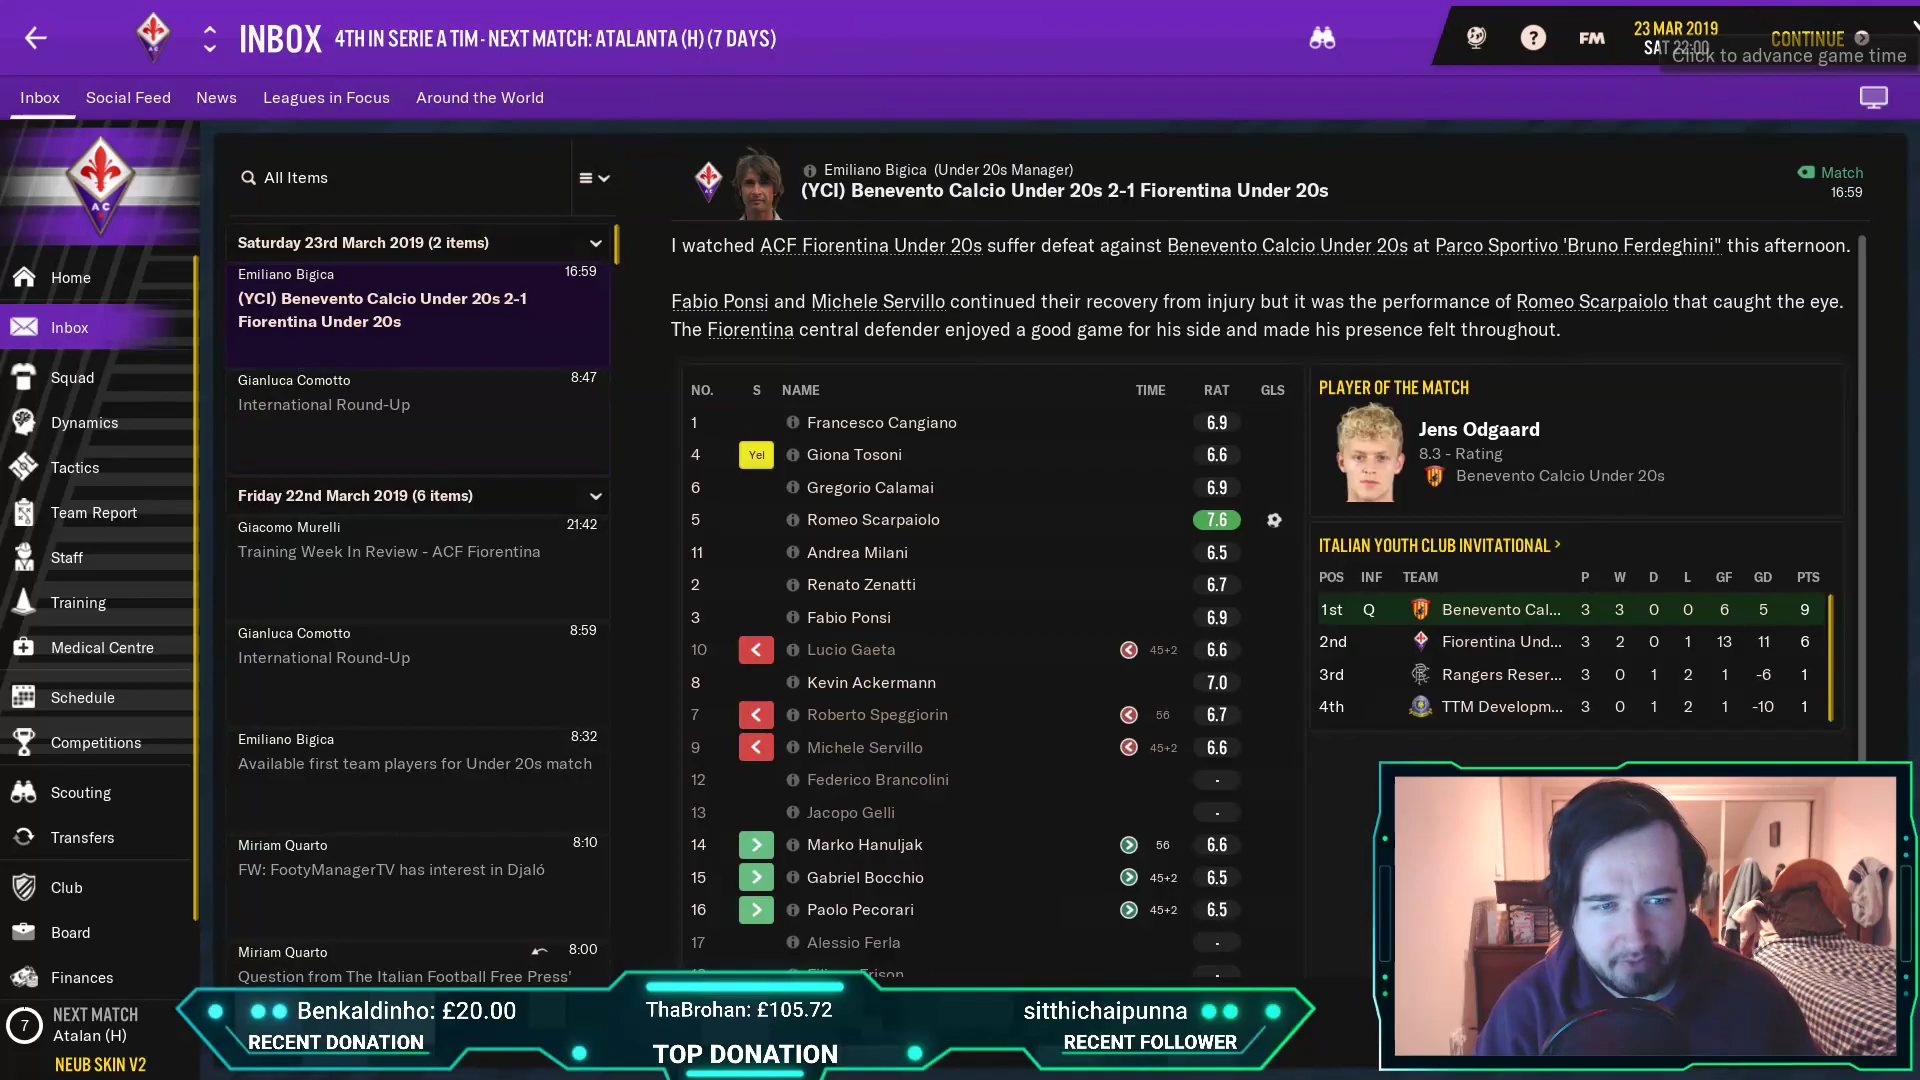 INBOX 4TH IN SERIE A TIM - NEXT MATCH: ATALANTA (H) (7 DAYS)
FM
23 MAR 2019
SAT 22:00
CONTINUE
Click to advance game time
Inbox Social Feed News Leagues in Focus Around the World
Home
Inbox
Squad
Dynamics
Tactics
Team Report
Staff
Training
Medical Centre
Schedule
Competitions
Scouting
Transfers
Club
Board
Finances
7
NEXT MATCH
Atalan (H)
NEUB SKIN V2
All Items
Saturday 23rd March 2019 (2 items)
Emiliano Bigica 16:59
(YCI) Benevento Calcio Under 20s 2-1
Fiorentina Under 20s
Gianluca Comotto 8:47
International Round-Up
Friday 22nd March 2019 (6 items)
Giacomo Murelli 21:42
Training Week In Review - ACF Fiorentina
Gianluca Comotto 8:59
International Round-Up
Emiliano Bigica 8:32
Available first team players for Under 20s match
Miriam Quarto 8:10
FW: FootyManagerTV has interest in Djaló
Miriam Quarto 8:00
Question from The Italian Football Free Press'
Emiliano Bigica (Under 20s Manager)
(YCI) Benevento Calcio Under 20s 2-1 Fiorentina Under 20s
Match
16:59
I watched ACF Fiorentina Under 20s suffer defeat against Benevento Calcio Under 20s at Parco Sportivo 'Bruno Ferdeghini" this afternoon.
Fabio Ponsi and Michele Servillo continued their recovery from injury but it was the performance of Romeo Scarpaiolo that caught the eye.
The Fiorentina central defender enjoyed a good game for his side and made his presence felt throughout.
NO. S NAME TIME RAT GLS
1 Francesco Cangiano 6.9
4 Yel Giona Tosoni 6.6
6 Gregorio Calamai 6.9
5 Romeo Scarpaiolo 7.6
11 Andrea Milani 6.5
2 Renato Zenatti 6.7
3 Fabio Ponsi 6.9
10 Lucio Gaeta 45+2 6.6
8 Kevin Ackermann 7.0
7 Roberto Speggiorin 56 6.7
9 Michele Servillo 45+2 6.6
12 Federico Brancolini -
13 Jacopo Gelli -
14 Marko Hanuljak 56 6.6
15 Gabriel Bocchio 45+2 6.5
16 Paolo Pecorari 45+2 6.5
17 Alessio Ferla -
PLAYER OF THE MATCH
Jens Odgaard
8.3 - Rating
Benevento Calcio Under 20s
ITALIAN YOUTH CLUB INVITATIONAL >
POS INF TEAM P W D L GF GD PTS
1st Q Benevento Cal... 3 3 0 0 6 5 9
2nd Fiorentina Und... 3 2 0 1 13 11 6
3rd Rangers Reser... 3 0 1 2 1 -6 1
4th TTM Developm... 3 0 1 2 1 -10 1
Benkaldinho: £20.00
RECENT DONATION
ThaBrohan: £105.72
TOP DONATION
sitthichaipunna
RECENT FOLLOWER